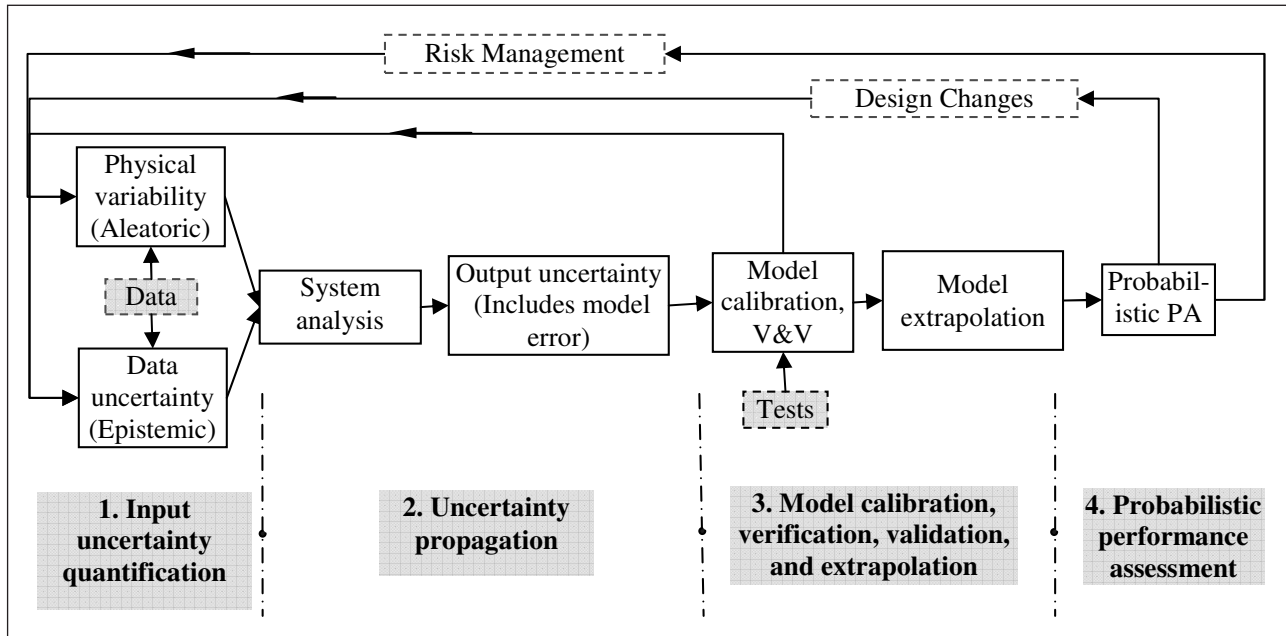 Risk Management
Design Changes
Physical
variability
(Aleatoric)
Data
Data
uncertainty
(Epistemic)
System
analysis
Output uncertainty
(Includes model
error)
Model
calibration,
V&V
Tests
Model
extrapolation
Probabil-
istic PA
1. Input
uncertainty
quantification
2. Uncertainty
propagation
3. Model calibration,
verification, validation,
and extrapolation
4. Probabilistic
performance
assessment